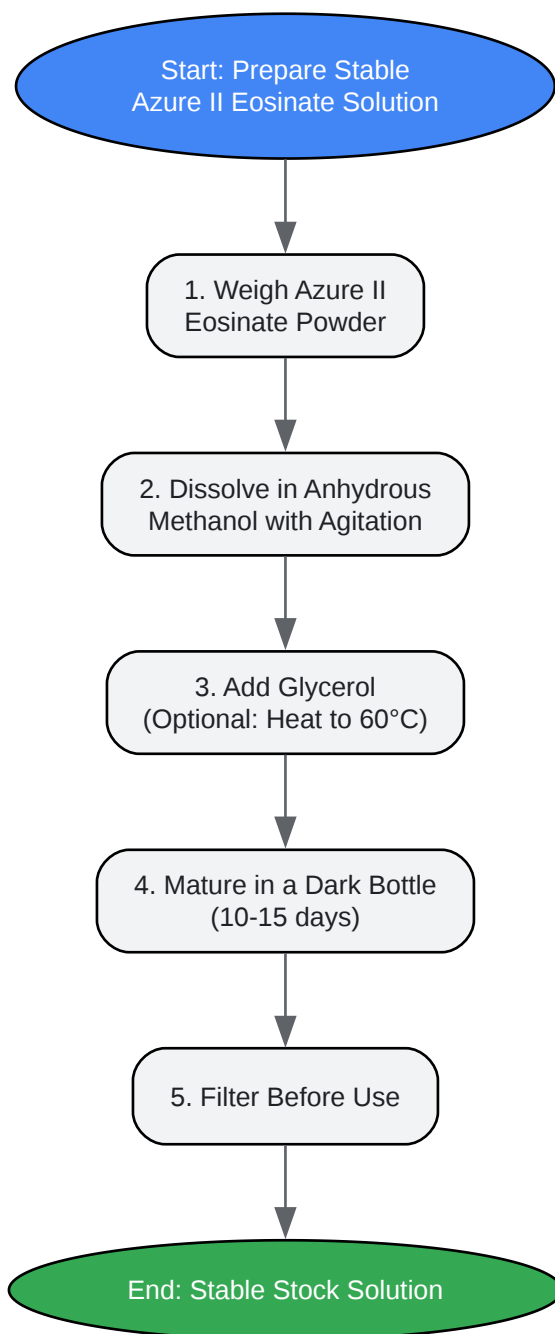 Start: Prepare Stable
Azure II Eosinate Solution
1. Weigh Azure II
Eosinate Powder
2. Dissolve in Anhydrous
Methanol with Agitation
3. Add Glycerol
(Optional: Heat to 60°C)
4. Mature in a Dark Bottle
(10-15 days)
5. Filter Before Use
End: Stable Stock Solution